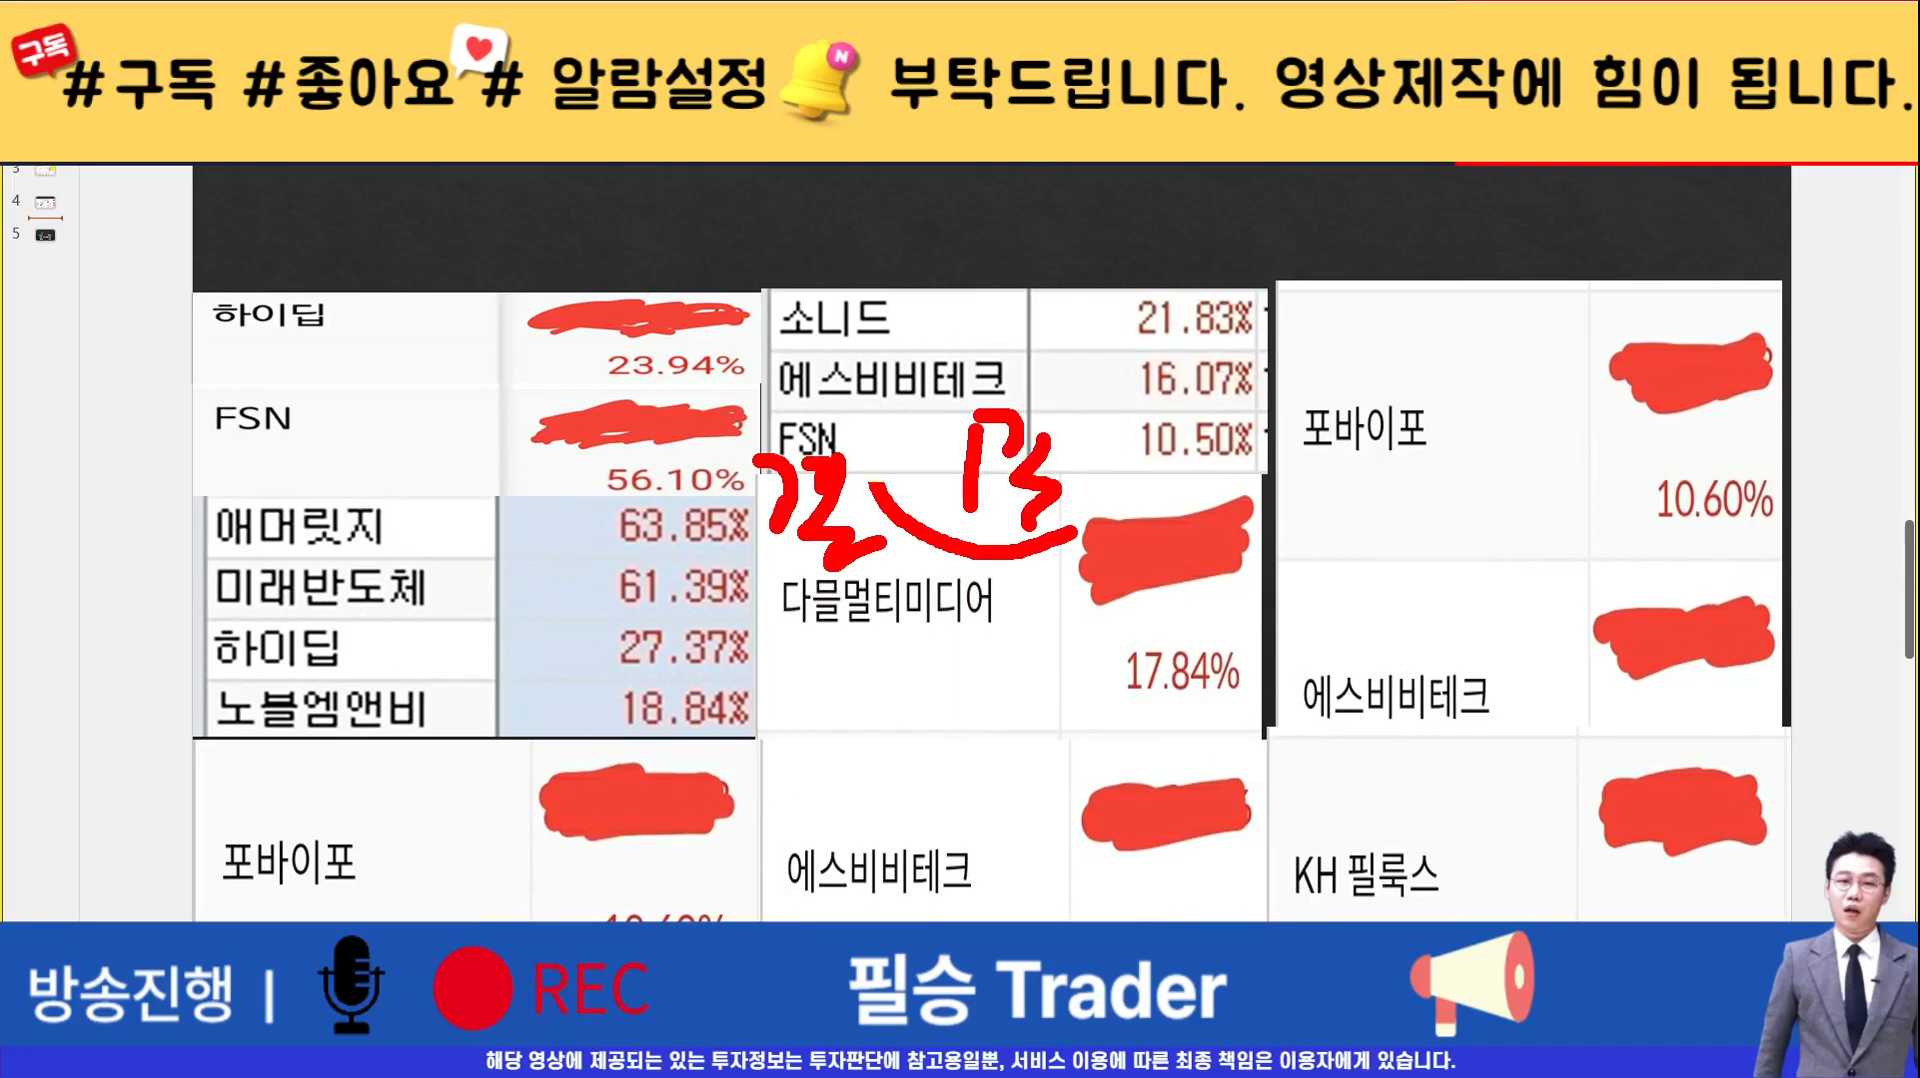 구독
#구독 #좋아요 # 알람설정 N 부탁드립니다. 영상제작에 힘이 됩니다.
3
4
5
하이딥
23.94%
FSN
56.10%
애머릿지 63.85%
미래반도체 61.39%
하이딥 27.37%
노블엠앤비 18.84%
소니드 21.83%
에스비비테크 16.07%
FSN 10.50%
다믈멀티미디어
17.84%
포바이포
10.60%
에스비비테크
포바이포
에스비비테크
KH 필룩스
방송진행 | REC 필승 Trader
해당 영상에 제공되는 있는 투자정보는 투자판단에 참고용일뿐, 서비스 이용에 따른 최종 책임은 이용자에게 있습니다.